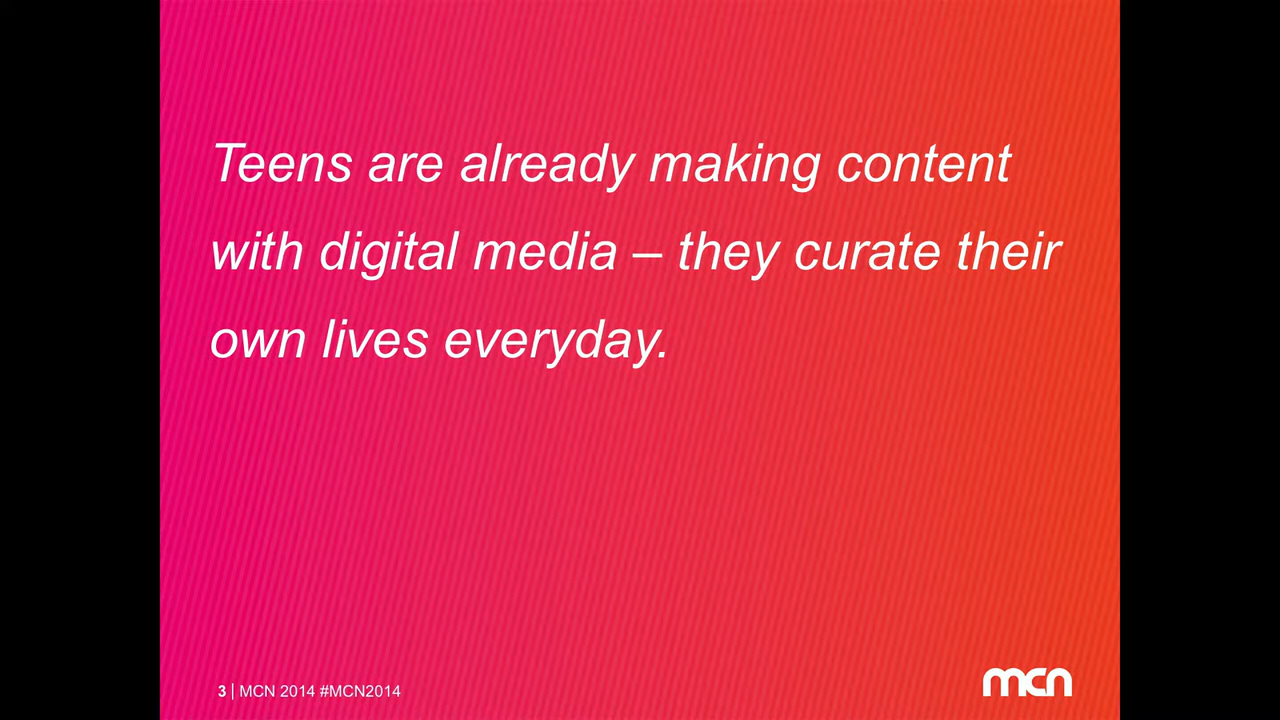 Teens are already making content
with digital media – they curate their
own lives everyday.
3 | MCN 2014 #MCN2014
mcn